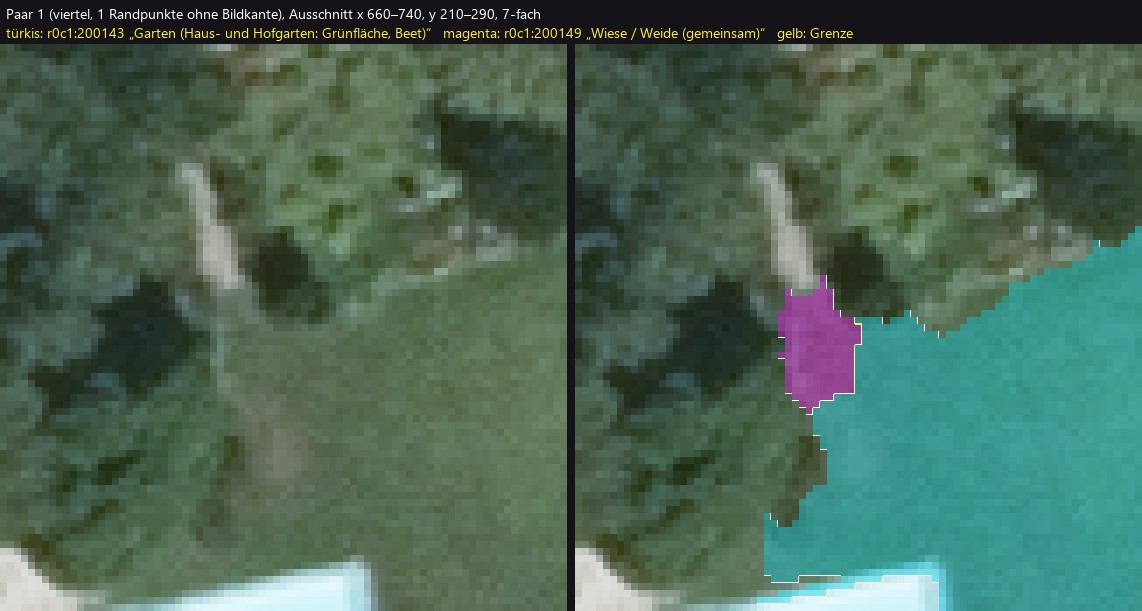 Paar 1 (viertel, 1 Randpunkte ohne Bildkante), Ausschnitt x 660–740, y 210–290, 7-fach
türkis: r0c1:200143 „Garten (Haus- und Hofgarten: Grünfläche, Beet)“ magenta: r0c1:200149 „Wiese / Weide (gemeinsam)“ gelb: Grenze